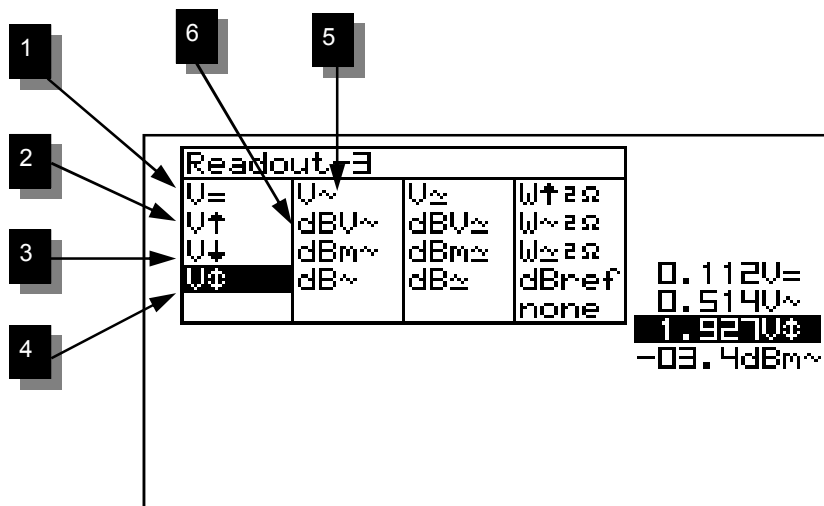 1
6
5
2
3
4
Readout-3
V= V~ V≃ W↑2Ω
V↑ dBV~ dBV≃ W~2Ω
V↓ dBm~ dBm≃ W≃2Ω
V↕ dB~ dB≃ dBref
none
0.112V=
0.514V~
1.927V↕
-03.4dBm~